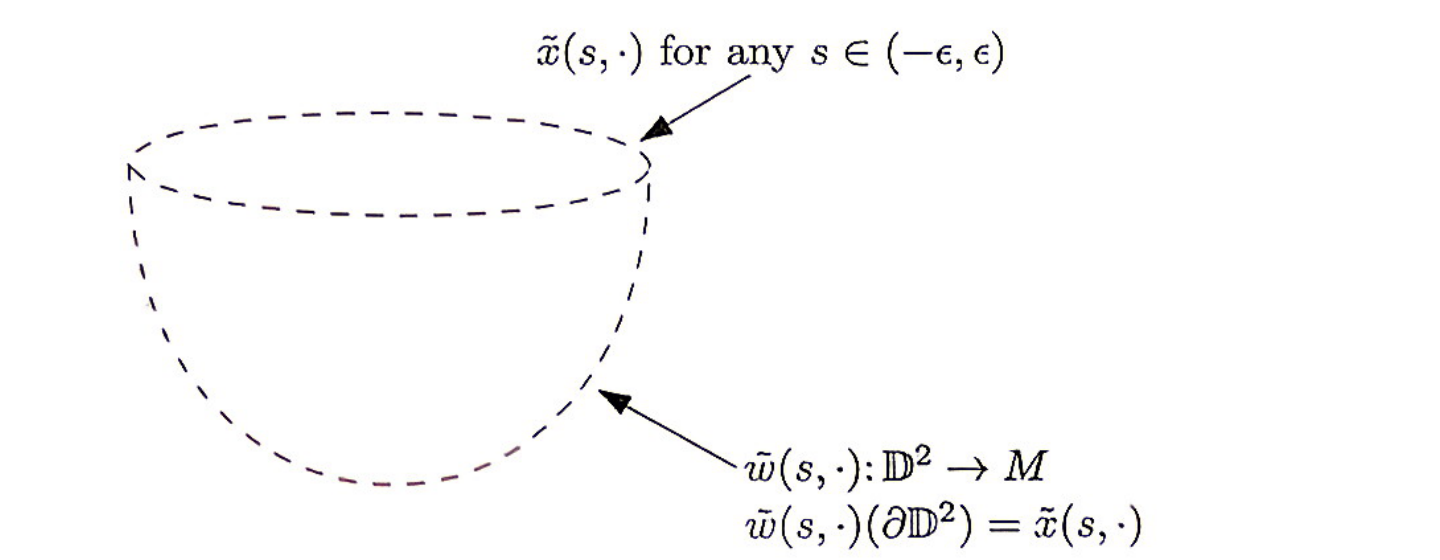 x̃(s, ·) for any s ∈ (−ϵ, ϵ)
w̃(s, ·): 𝔻² → M
w̃(s, ·)(∂𝔻²) = x̃(s, ·)